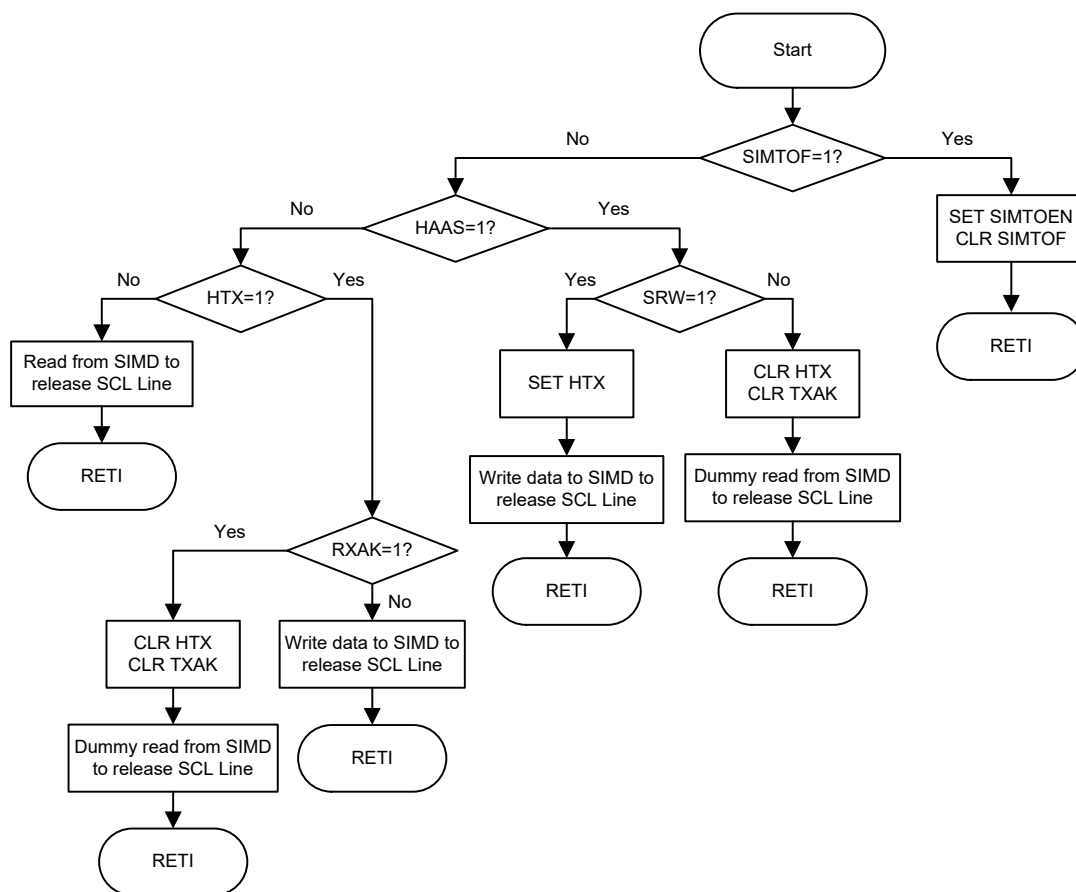 Start
No
SIMTOF=1?
Yes
No
HAAS=1?
Yes
SET SIMTOEN
CLR SIMTOF
No
HTX=1?
Yes
Yes
SRW=1?
No
RETI
Read from SIMD to
release SCL Line
SET HTX
CLR HTX
CLR TXAK
RETI
Write data to SIMD to
release SCL Line
Dummy read from SIMD
to release SCL Line
Yes
RXAK=1?
RETI
RETI
No
CLR HTX
CLR TXAK
Write data to SIMD to
release SCL Line
Dummy read from SIMD
to release SCL Line
RETI
RETI